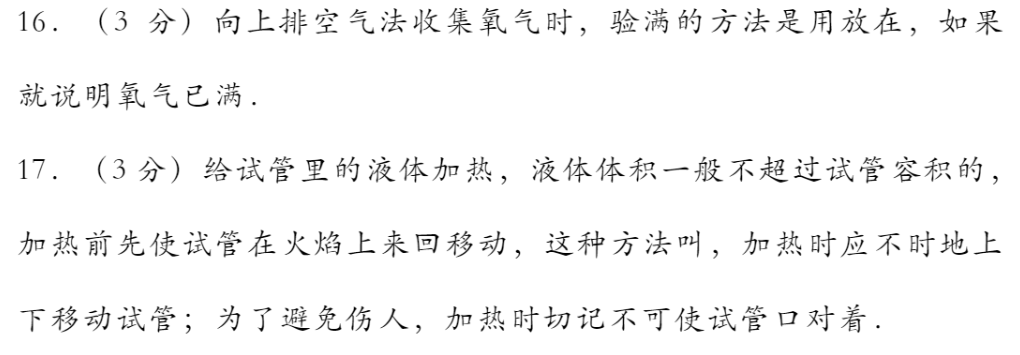 16．（3 分）向上排空气法收集氧气时，验满的方法是用放在，如果
就说明氧气已满．
17．（3 分）给试管里的液体加热，液体体积一般不超过试管容积的，
加热前先使试管在火焰上来回移动，这种方法叫，加热时应不时地上
下移动试管；为了避免伤人，加热时切记不可使试管口对着．